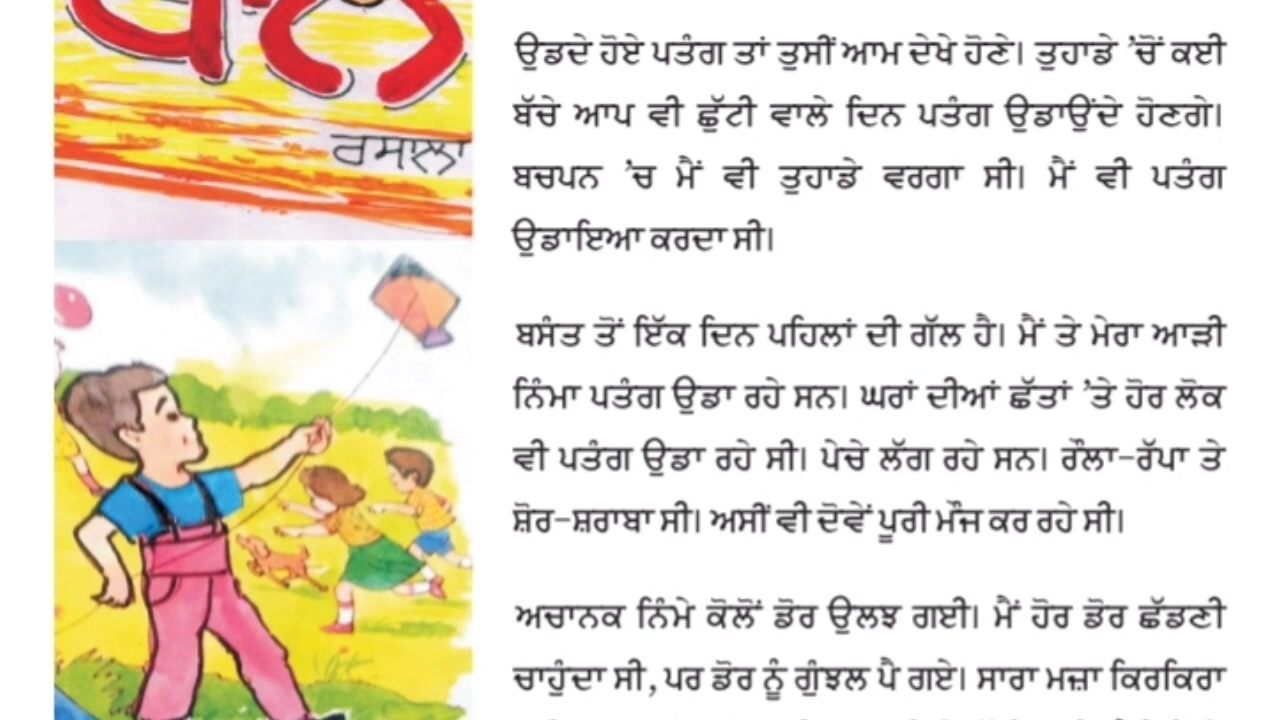 ਰਸਾਲਾ
ਉਡਦੇ ਹੋਏ ਪਤੰਗ ਤਾਂ ਤੁਸੀਂ ਆਮ ਦੇਖੇ ਹੋਣੇ। ਤੁਹਾਡੇ ’ਚੋਂ ਕਈ
ਬੱਚੇ ਆਪ ਵੀ ਛੁੱਟੀ ਵਾਲੇ ਦਿਨ ਪਤੰਗ ਉਡਾਉਂਦੇ ਹੋਣਗੇ।
ਬਚਪਨ ’ਚ ਮੈਂ ਵੀ ਤੁਹਾਡੇ ਵਰਗਾ ਸੀ। ਮੈਂ ਵੀ ਪਤੰਗ
ਉਡਾਇਆ ਕਰਦਾ ਸੀ।
ਬਸੰਤ ਤੋਂ ਇੱਕ ਦਿਨ ਪਹਿਲਾਂ ਦੀ ਗੱਲ ਹੈ। ਮੈਂ ਤੇ ਮੇਰਾ ਆੜੀ
ਨਿੰਮਾ ਪਤੰਗ ਉਡਾ ਰਹੇ ਸਨ। ਘਰਾਂ ਦੀਆਂ ਛੱਤਾਂ ’ਤੇ ਹੋਰ ਲੋਕ
ਵੀ ਪਤੰਗ ਉਡਾ ਰਹੇ ਸੀ। ਪੇਚੇ ਲੱਗ ਰਹੇ ਸਨ। ਰੌਲਾ-ਰੱਪਾ ਤੇ
ਸ਼ੋਰ-ਸ਼ਰਾਬਾ ਸੀ। ਅਸੀਂ ਵੀ ਦੋਵੇਂ ਪੂਰੀ ਮੌਜ ਕਰ ਰਹੇ ਸੀ।
ਅਚਾਨਕ ਨਿੰਮੇ ਕੋਲੋਂ ਡੋਰ ਉਲਝ ਗਈ। ਮੈਂ ਹੋਰ ਡੋਰ ਛੱਡਣੀ
ਚਾਹੁੰਦਾ ਸੀ, ਪਰ ਡੋਰ ਨੂੰ ਗੁੰਝਲ ਪੈ ਗਏ। ਸਾਰਾ ਮਜ਼ਾ ਕਿਰਕਿਰਾ